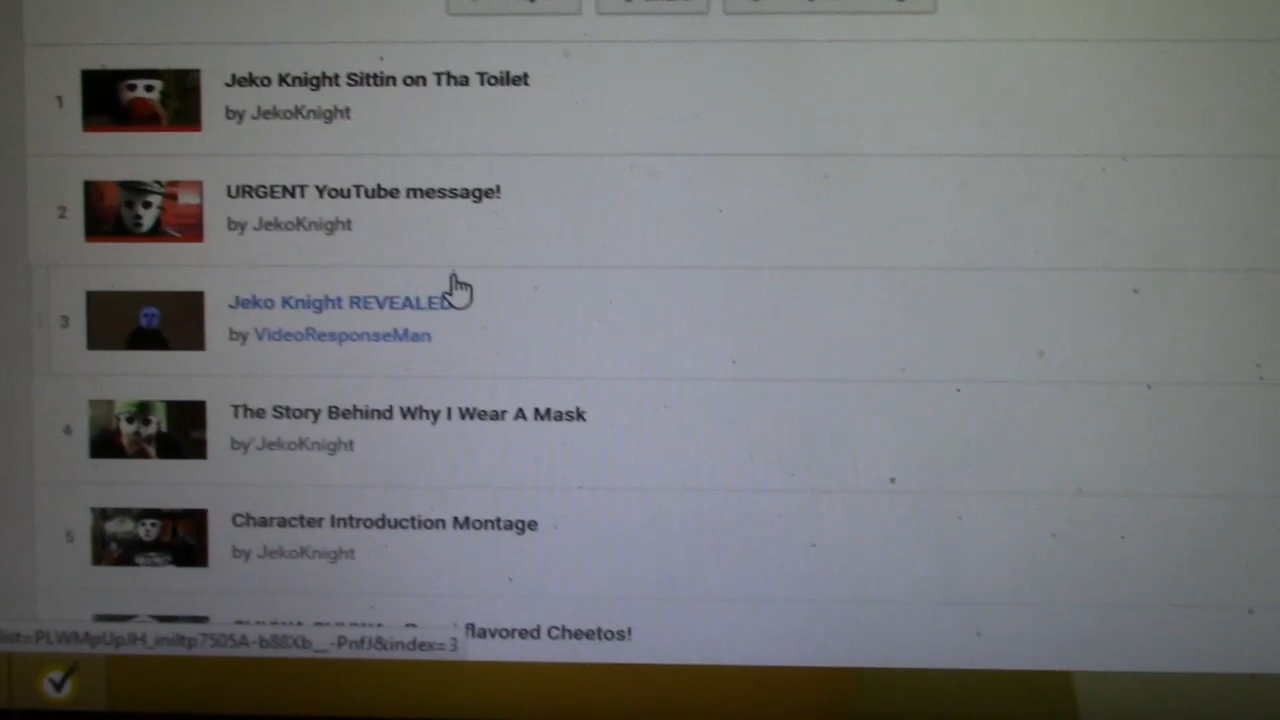 1
Jeko Knight Sittin on Tha Toilet
by JekoKnight
2
URGENT YouTube message!
by JekoKnight
3
Jeko Knight REVEALED
by VideoResponseMan
4
The Story Behind Why I Wear A Mask
by JekoKnight
5
Character Introduction Montage
by JekoKnight
flavored Cheetos!